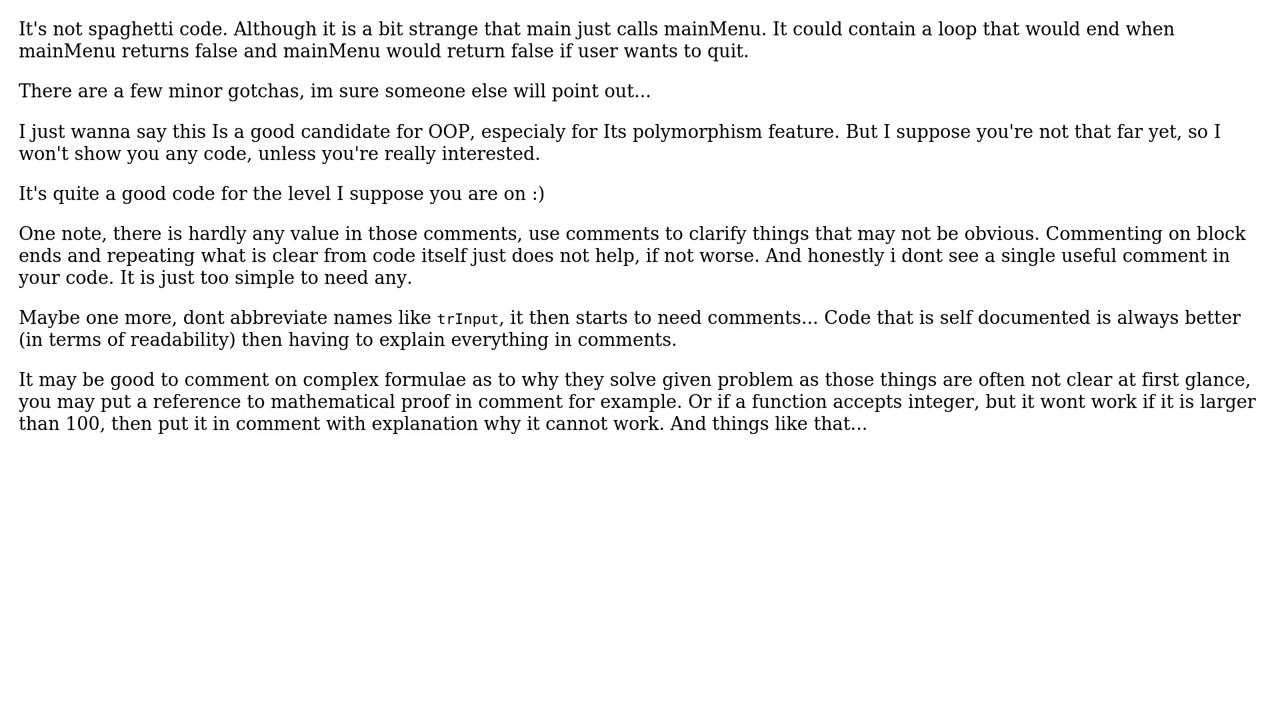 It's not spaghetti code. Although it is a bit strange that main just calls mainMenu. It could contain a loop that would end when
mainMenu returns false and mainMenu would return false if user wants to quit.
There are a few minor gotchas, im sure someone else will point out...
I just wanna say this Is a good candidate for OOP, especialy for Its polymorphism feature. But I suppose you're not that far yet, so I
won't show you any code, unless you're really interested.
It's quite a good code for the level I suppose you are on :)
One note, there is hardly any value in those comments, use comments to clarify things that may not be obvious. Commenting on block
ends and repeating what is clear from code itself just does not help, if not worse. And honestly i dont see a single useful comment in
your code. It is just too simple to need any.
Maybe one more, dont abbreviate names like trInput, it then starts to need comments... Code that is self documented is always better
(in terms of readability) then having to explain everything in comments.
It may be good to comment on complex formulae as to why they solve given problem as those things are often not clear at first glance,
you may put a reference to mathematical proof in comment for example. Or if a function accepts integer, but it wont work if it is larger
than 100, then put it in comment with explanation why it cannot work. And things like that...